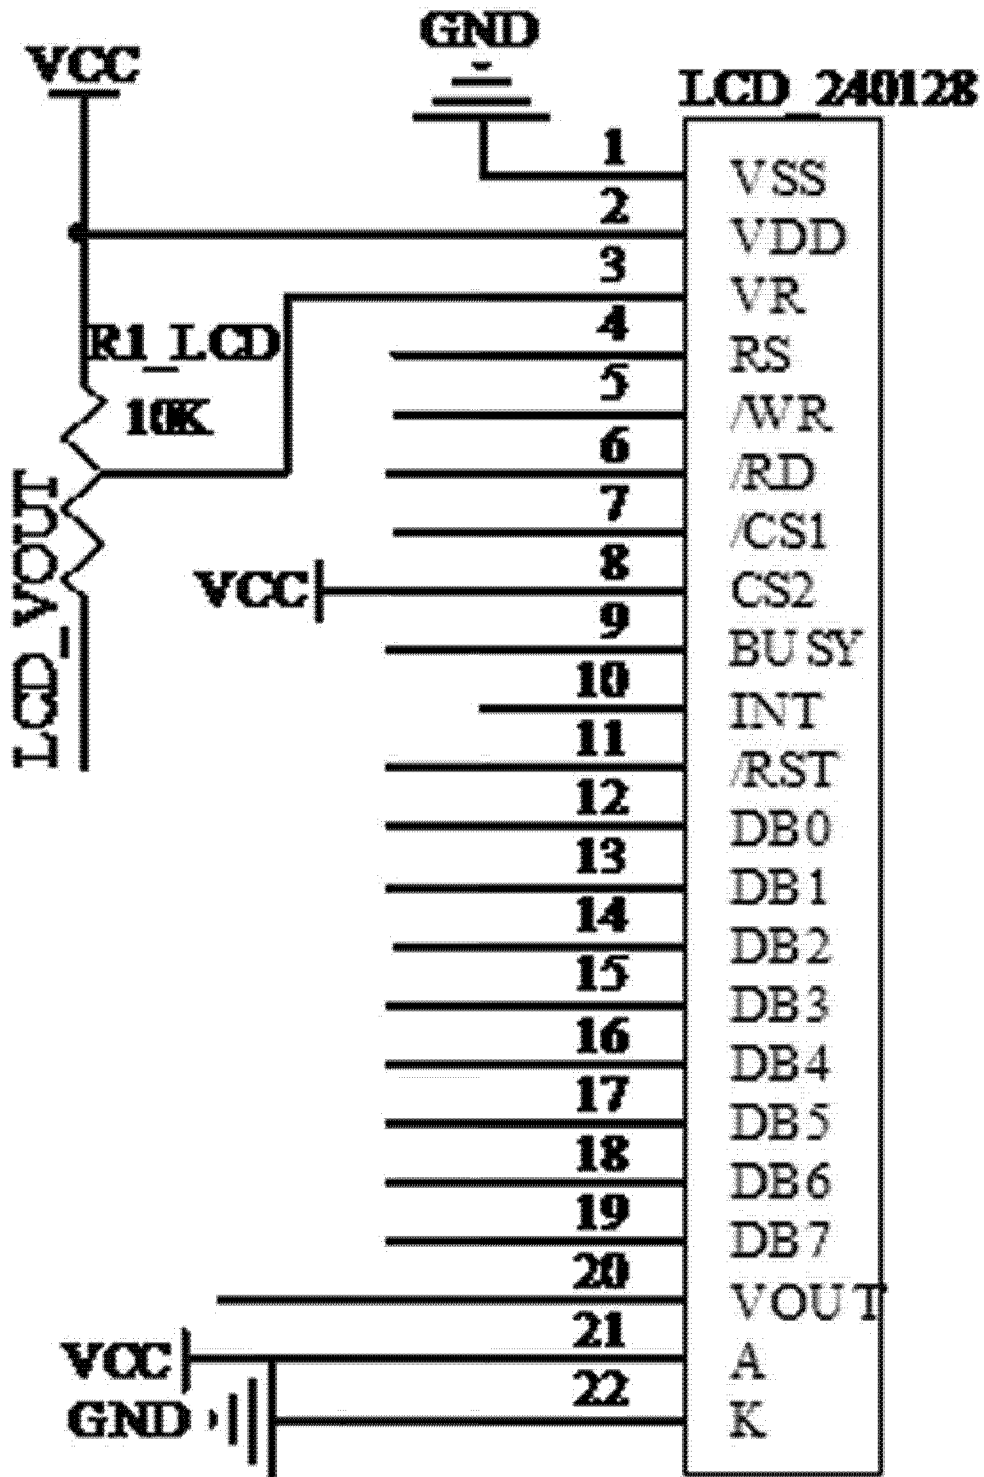 GND
VCC
LCD_240128
1 VSS
2 VDD
3 VR
R1_LCD
10K
LCD_VOUT
4 RS
5 /WR
6 /RD
7 /CS1
VCC 8 CS2
9 BUSY
10 INT
11 /RST
12 DB0
13 DB1
14 DB2
15 DB3
16 DB4
17 DB5
18 DB6
19 DB7
20 VOUT
VCC 21 A
GND 22 K